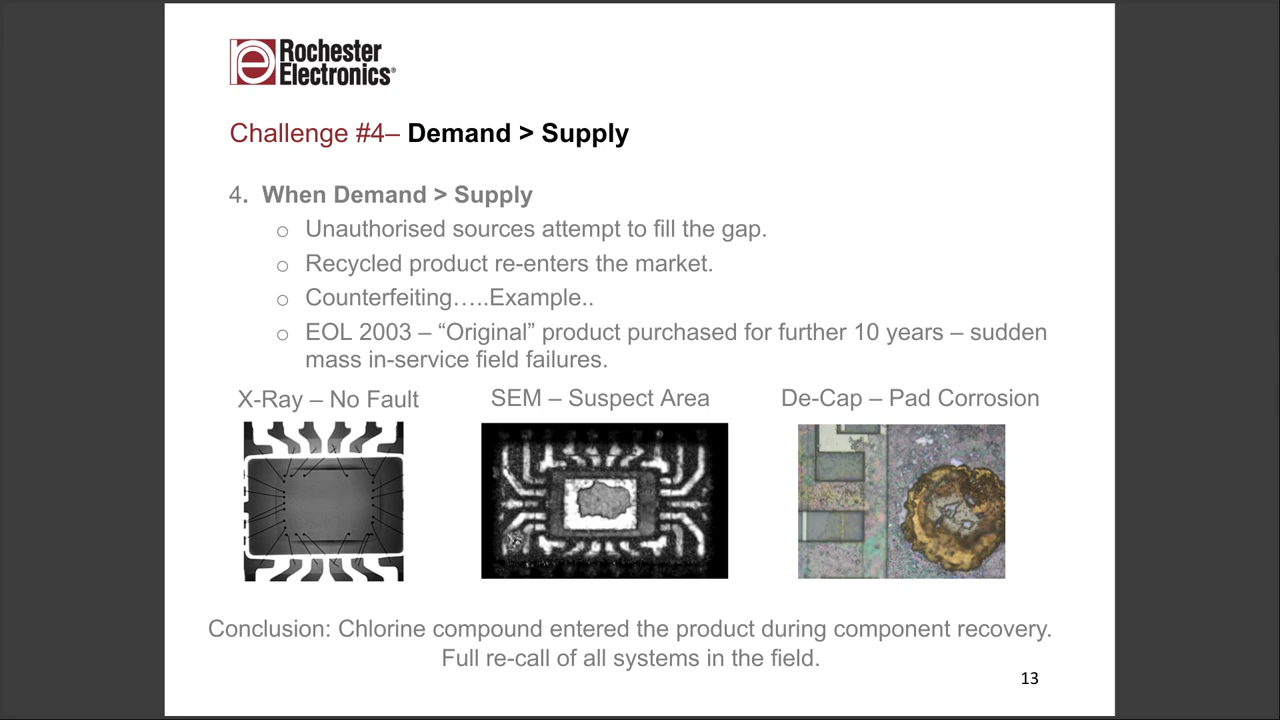 Rochester
Electronics®
Challenge #4– Demand > Supply
4. When Demand > Supply
○ Unauthorised sources attempt to fill the gap.
○ Recycled product re-enters the market.
○ Counterfeiting…..Example..
○ EOL 2003 – “Original” product purchased for further 10 years – sudden
mass in-service field failures.
X-Ray – No Fault
SEM – Suspect Area
De-Cap – Pad Corrosion
Conclusion: Chlorine compound entered the product during component recovery.
Full re-call of all systems in the field.
13